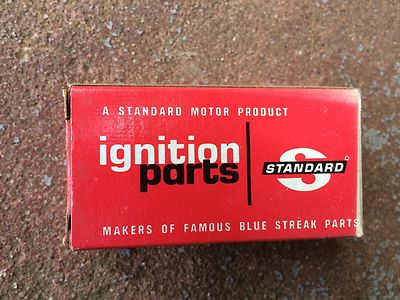 A STANDARD MOTOR PRODUCT
ignition
parts
S
STANDARD®
MAKERS OF FAMOUS BLUE STREAK PARTS